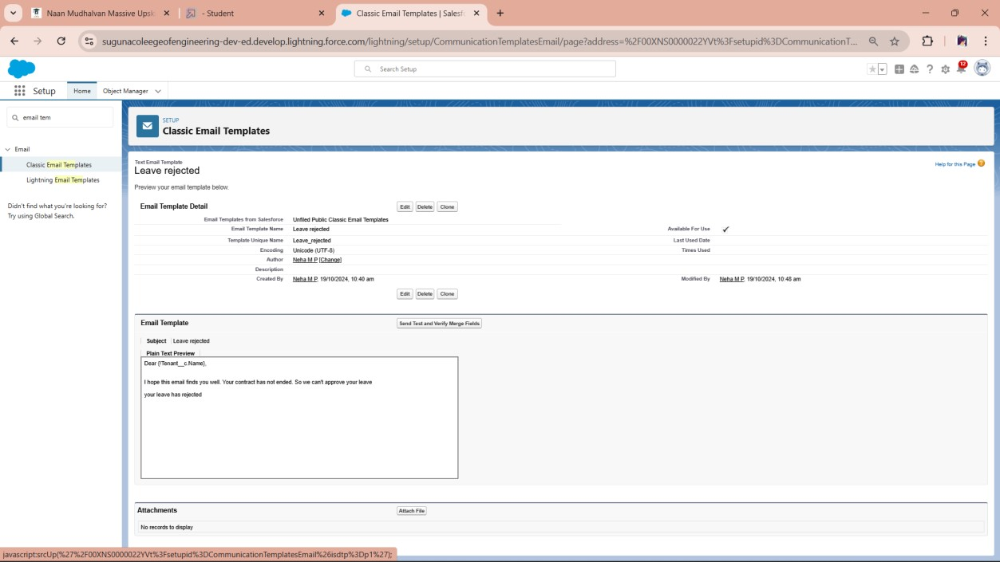 Naan Mudhalvan Massive Upsk
- Student
Classic Email Templates | Salesf
sugunacoleegeofengineering-dev-ed.develop.lightning.force.com/lightning/setup/CommunicationTemplatesEmail/page?address=%2F00XNS0000022YVt%3Fsetupid%3DCommunicationT...
Search Setup
12
Setup
Home
Object Manager
email tem
SETUP
Classic Email Templates
Email
Classic Email Templates
Lightning Email Templates
Didn't find what you're looking for?
Try using Global Search.
Text Email Template
Leave rejected
Help for this Page
Preview your email template below.
Email Template Detail
Edit Delete Clone
Email Templates from Salesforce Unfiled Public Classic Email Templates
Email Template Name Leave rejected Available For Use ✓
Template Unique Name Leave_rejected Last Used Date
Encoding Unicode (UTF-8) Times Used
Author Neha M P [Change]
Description
Created By Neha M P, 19/10/2024, 10:40 am Modified By Neha M P, 19/10/2024, 10:48 am
Edit Delete Clone
Email Template Send Test and Verify Merge Fields
Subject Leave rejected
Plain Text Preview
Dear {!Tenant__c.Name},
I hope this email finds you well. Your contract has not ended. So we can't approve your leave
your leave has rejected
Attachments Attach File
No records to display
javascript:srcUp(%27%2F00XNS0000022YVt%3Fsetupid%3DCommunicationTemplatesEmail%26isdtp%3Dp1%27);